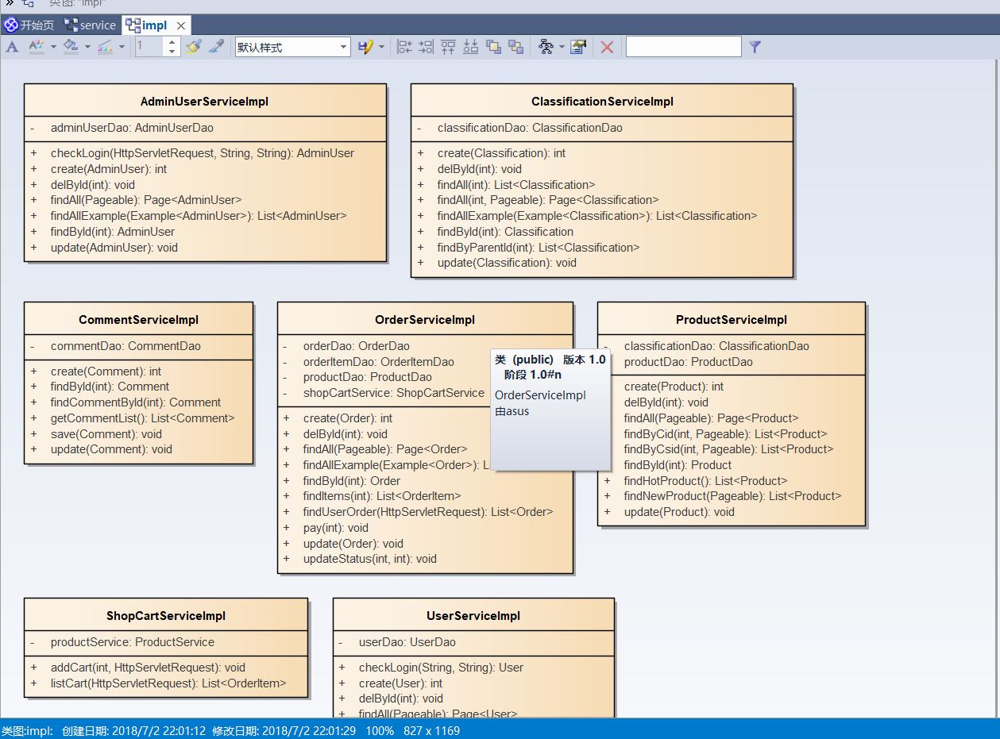 类图: "impl"
开始页 service impl
1 默认样式
AdminUserServiceImpl
- adminUserDao: AdminUserDao
+ checkLogin(HttpServletRequest, String, String): AdminUser
+ create(AdminUser): int
+ delById(int): void
+ findAll(Pageable): Page<AdminUser>
+ findAllExample(Example<AdminUser>): List<AdminUser>
+ findById(int): AdminUser
+ update(AdminUser): void
ClassificationServiceImpl
- classificationDao: ClassificationDao
+ create(Classification): int
+ delById(int): void
+ findAll(int): List<Classification>
+ findAll(int, Pageable): Page<Classification>
+ findAllExample(Example<Classification>): List<Classification>
+ findById(int): Classification
+ findByParentId(int): List<Classification>
+ update(Classification): void
CommentServiceImpl
- commentDao: CommentDao
+ create(Comment): int
+ findById(int): Comment
+ findCommentById(int): Comment
+ getCommentList(): List<Comment>
+ save(Comment): void
+ update(Comment): void
OrderServiceImpl
- orderDao: OrderDao
- orderItemDao: OrderItemDao
- productDao: ProductDao
- shopCartService: ShopCartService
+ create(Order): int
+ delById(int): void
+ findAll(Pageable): Page<Order>
+ findAllExample(Example<Order>): Li
+ findById(int): Order
+ findItems(int): List<OrderItem>
+ findUserOrder(HttpServletRequest): List<Order>
+ pay(int): void
+ update(Order): void
+ updateStatus(int, int): void
类 (public) 版本 1.0
阶段 1.0#n
OrderServiceImpl
由asus
ProductServiceImpl
- classificationDao: ClassificationDao
productDao: ProductDao
create(Product): int
delById(int): void
findAll(Pageable): Page<Product>
findByCid(int, Pageable): List<Product>
findByCsid(int, Pageable): List<Product>
findById(int): Product
+ findHotProduct(): List<Product>
+ findNewProduct(Pageable): List<Product>
+ update(Product): void
ShopCartServiceImpl
- productService: ProductService
+ addCart(int, HttpServletRequest): void
+ listCart(HttpServletRequest): List<OrderItem>
UserServiceImpl
- userDao: UserDao
+ checkLogin(String, String): User
+ create(User): int
+ delById(int): void
+ findAll(Pageable): Page<User>
类图:impl: 创建日期: 2018/7/2 22:01:12 修改日期: 2018/7/2 22:01:29 100% 827 x 1169